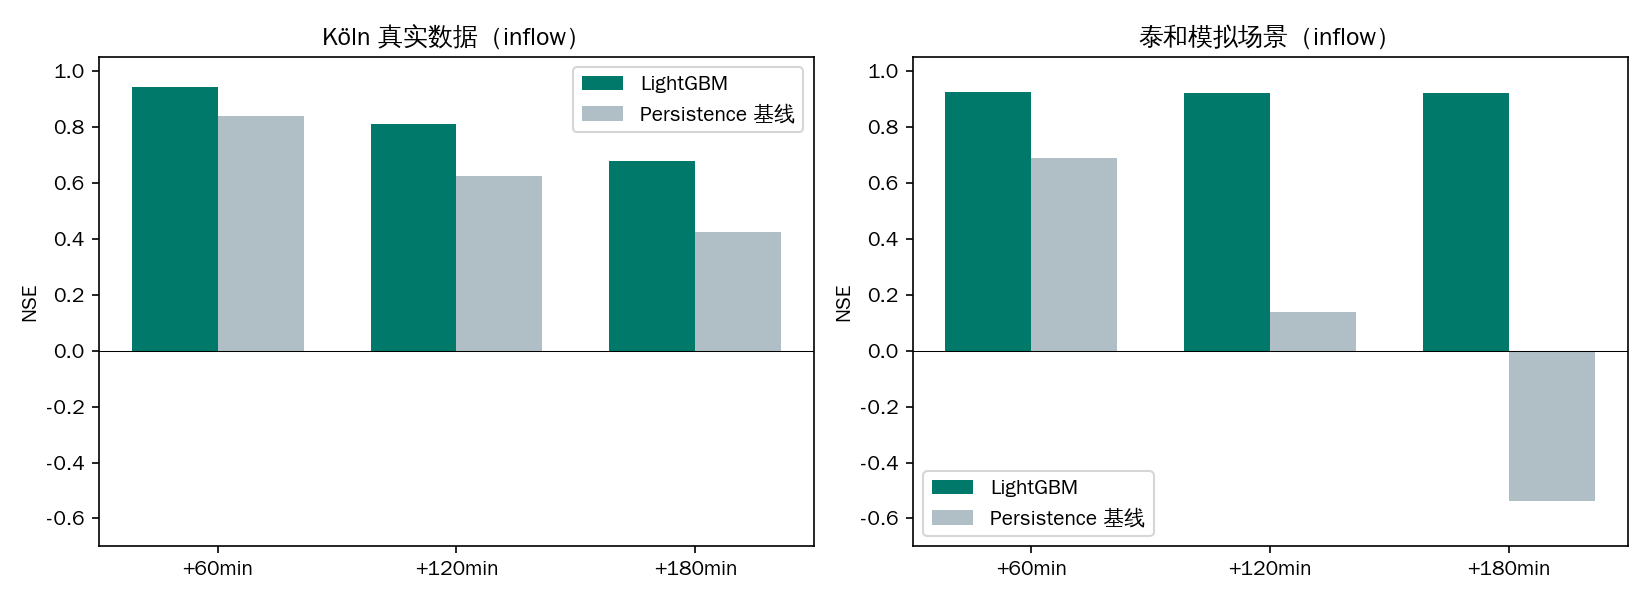 Köln 真实数据（inflow）
NSE
1.0
0.8
0.6
0.4
0.2
0.0
-0.2
-0.4
-0.6
LightGBM
Persistence 基线
+60min
+120min
+180min
泰和模拟场景（inflow）
NSE
1.0
0.8
0.6
0.4
0.2
0.0
-0.2
-0.4
-0.6
LightGBM
Persistence 基线
+60min
+120min
+180min